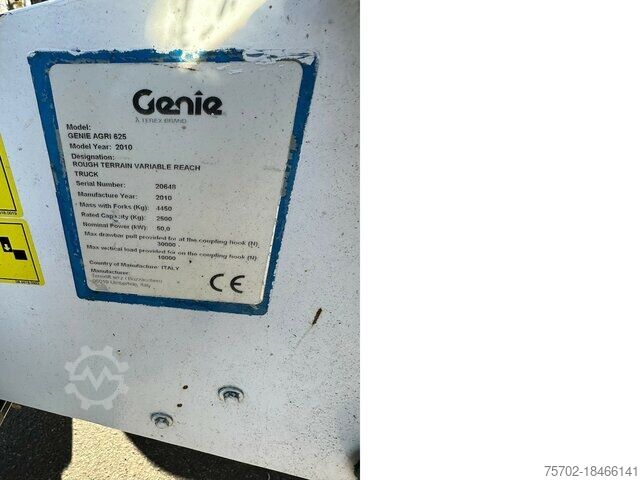 Genie
A TEREX BRAND
Model:
GENIE AGRI 625
Model Year: 2010
Designation:
ROUGH TERRAIN VARIABLE REACH
TRUCK
Serial Number: 20648
Manufacture Year: 2010
Mass with Forks (Kg): 4450
Rated Capacity (Kg): 2500
Nominal Power (kW): 50,0
Max drawbar pull provided for at the coupling hook (N)
30000
Max vertical load provided for on the coupling hook (N)
10000
Country of Manufacture: ITALY
Manufacturer:
06019 Umbertide, Italy
CE
75702-18466141